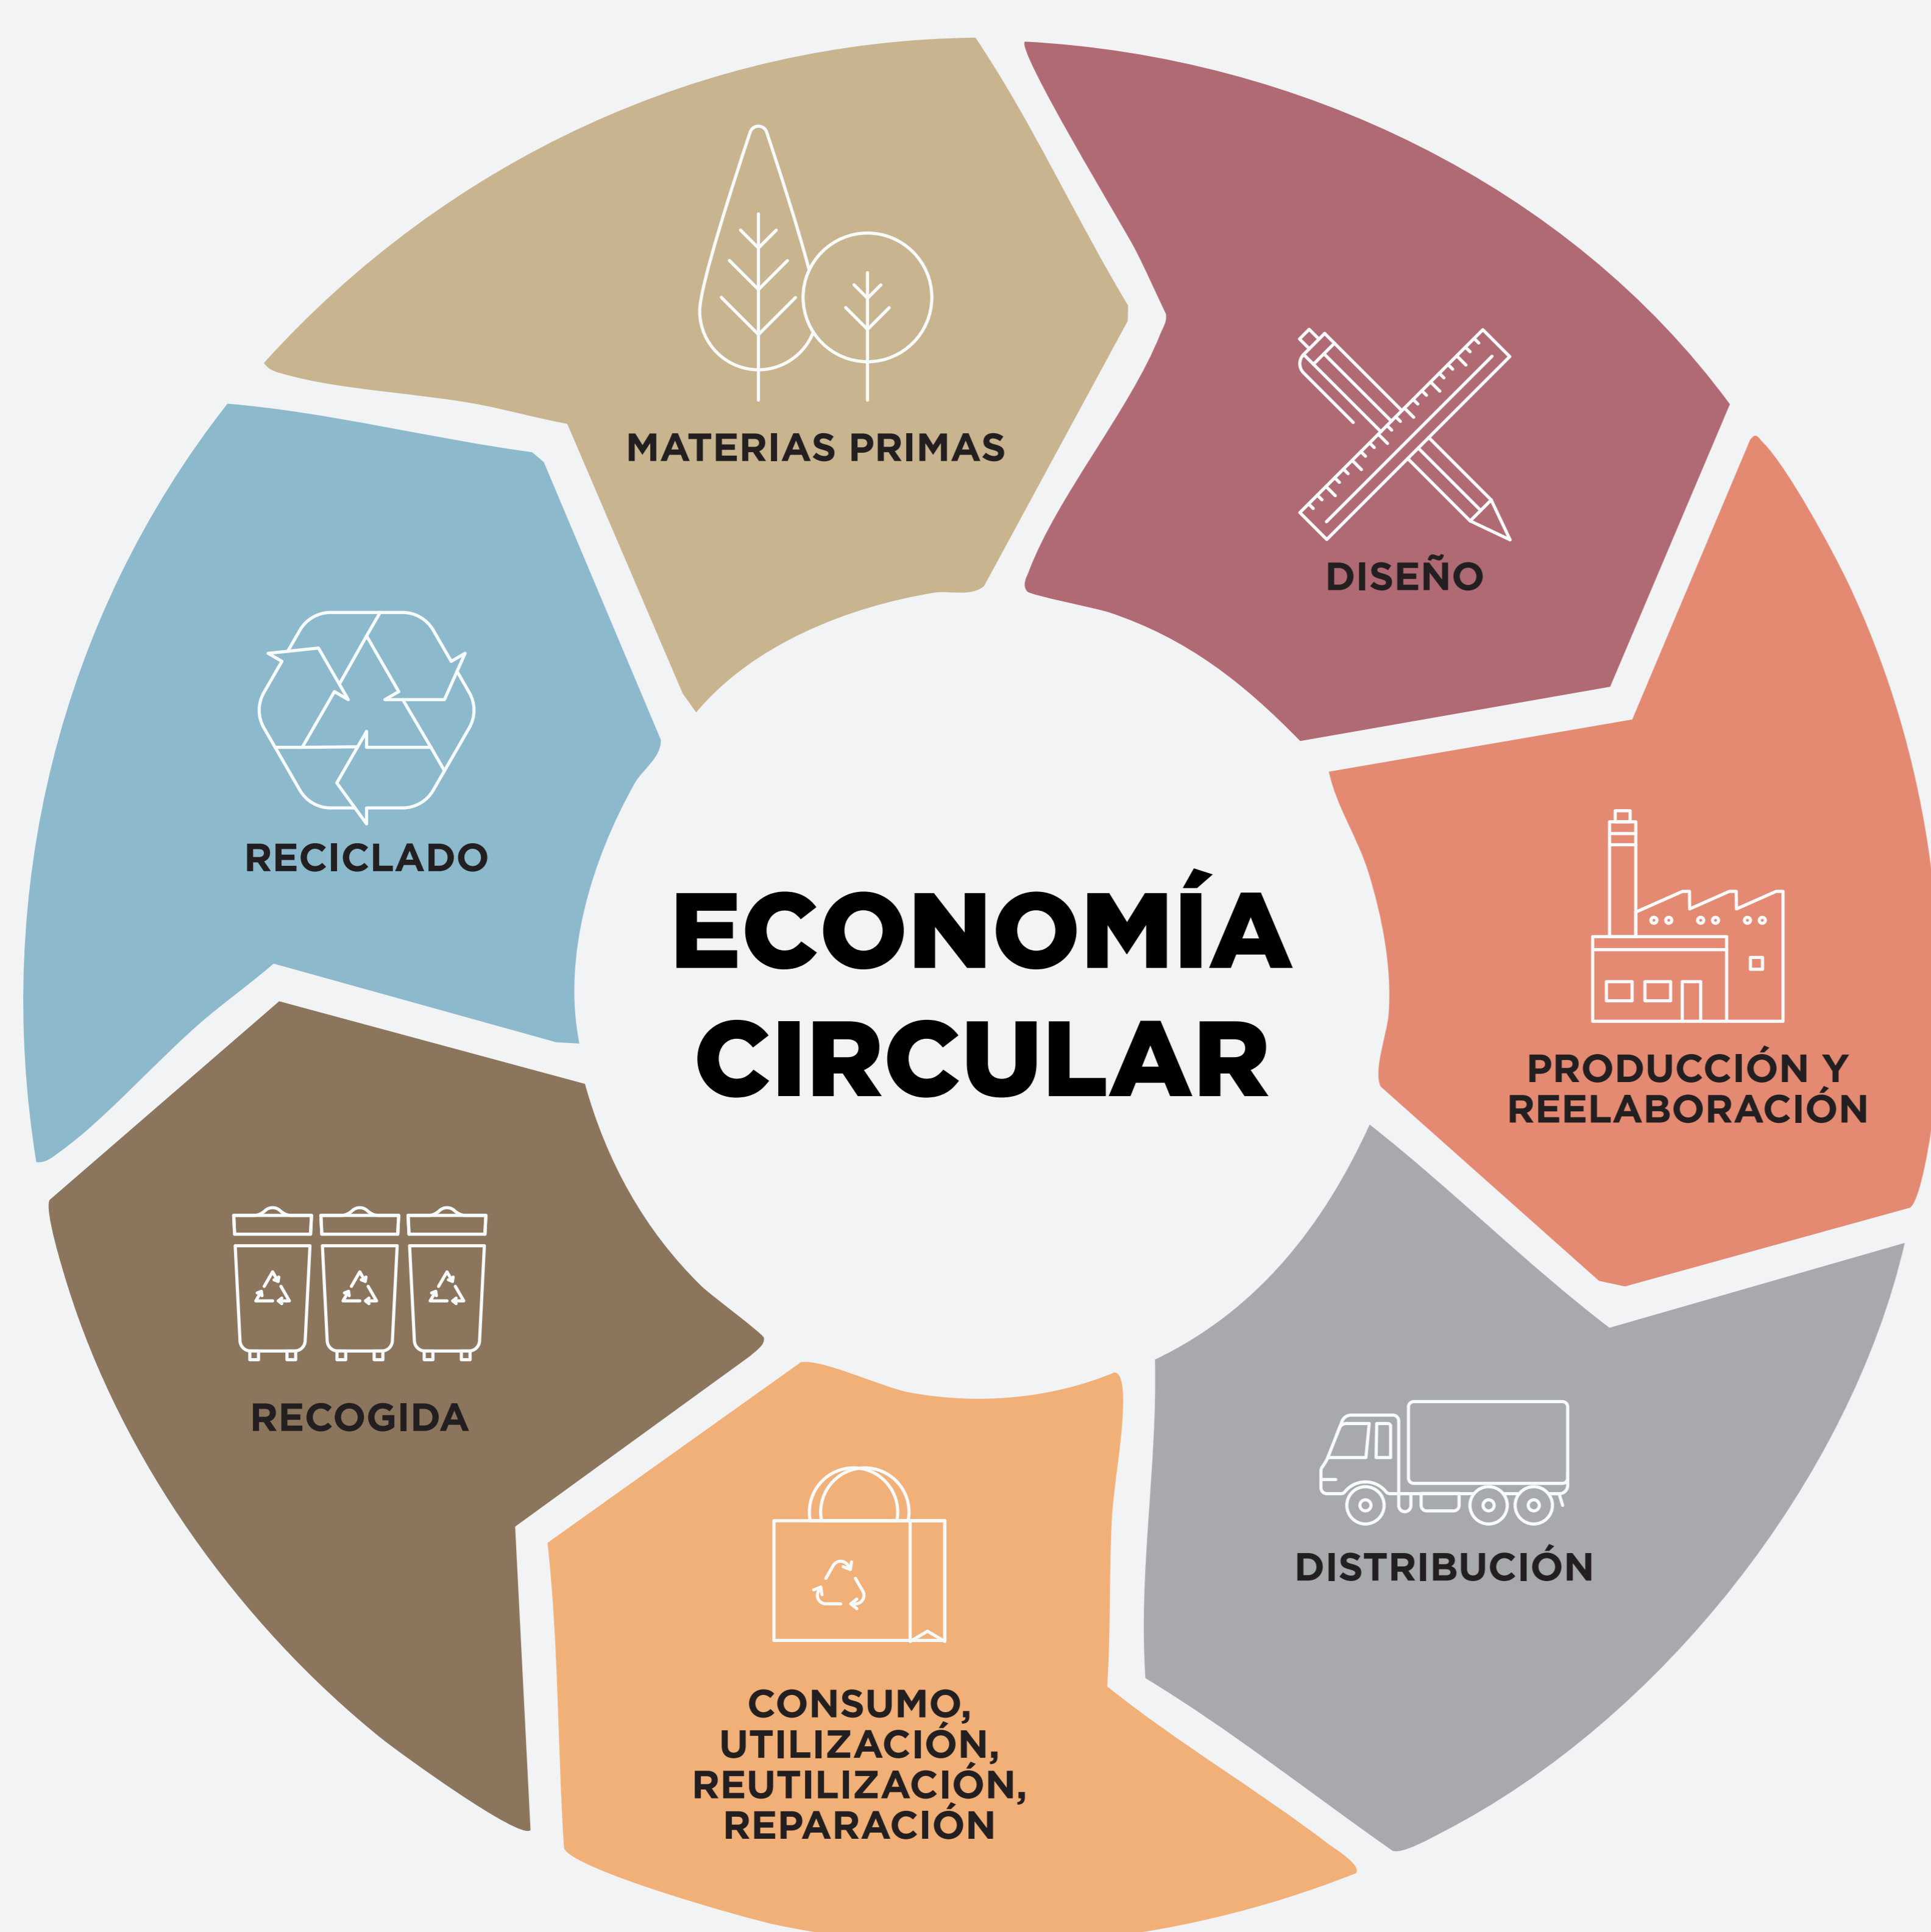 MATERIAS PRIMAS
DISEÑO
PRODUCCIÓN Y
REELABORACIÓN
DISTRIBUCIÓN
CONSUMO,
UTILIZACIÓN,
REUTILIZACIÓN,
REPARACIÓN
RECOGIDA
RECICLADO
ECONOMÍA
CIRCULAR